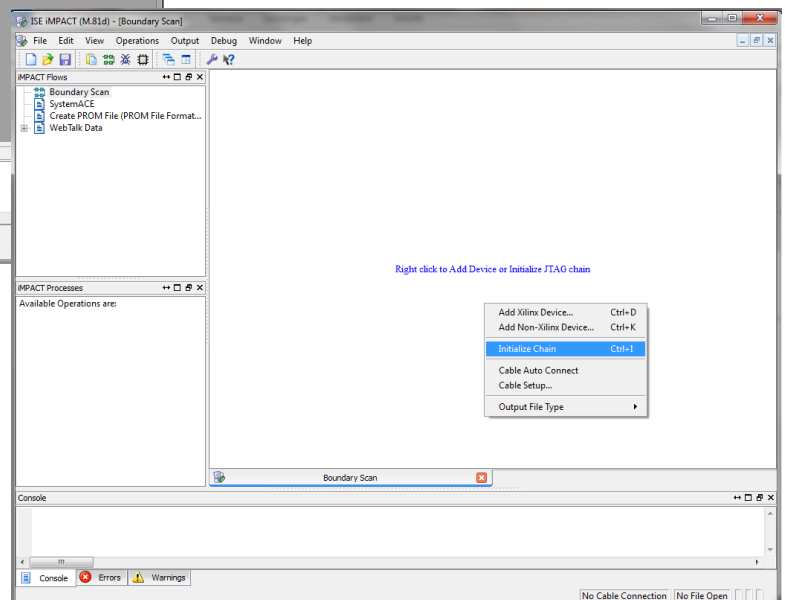 ISE iMPACT (M.81d) - [Boundary Scan]
File Edit View Operations Output Debug Window Help
iMPACT Flows
Boundary Scan
SystemACE
Create PROM File (PROM File Format...
WebTalk Data
Right click to Add Device or Initialize JTAG chain
iMPACT Processes
Available Operations are:
Add Xilinx Device... Ctrl+D
Add Non-Xilinx Device... Ctrl+K
Initialize Chain Ctrl+I
Cable Auto Connect
Cable Setup...
Output File Type
Boundary Scan
Console
Console Errors Warnings
No Cable Connection No File Open